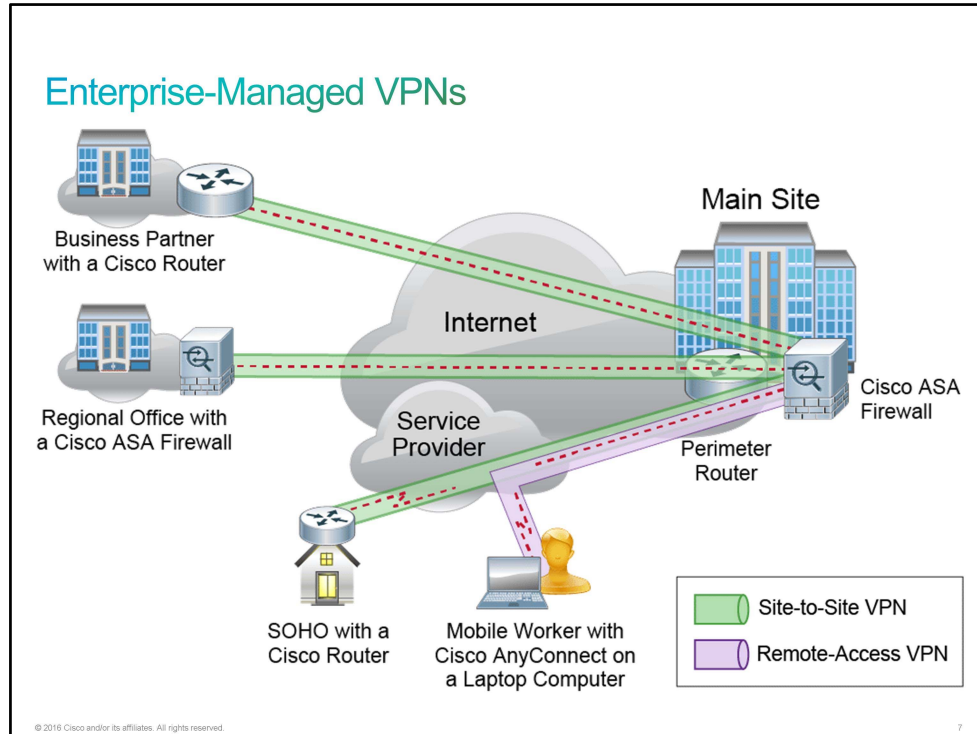 Enterprise-Managed VPNs
Business Partner
with a Cisco Router
Main Site
Internet
Regional Office with
a Cisco ASA Firewall
Cisco ASA
Firewall
Service
Provider
Perimeter
Router
SOHO with a
Cisco Router
Mobile Worker with
Cisco AnyConnect on
a Laptop Computer
Site-to-Site VPN
Remote-Access VPN
© 2016 Cisco and/or its affiliates. All rights reserved.
7